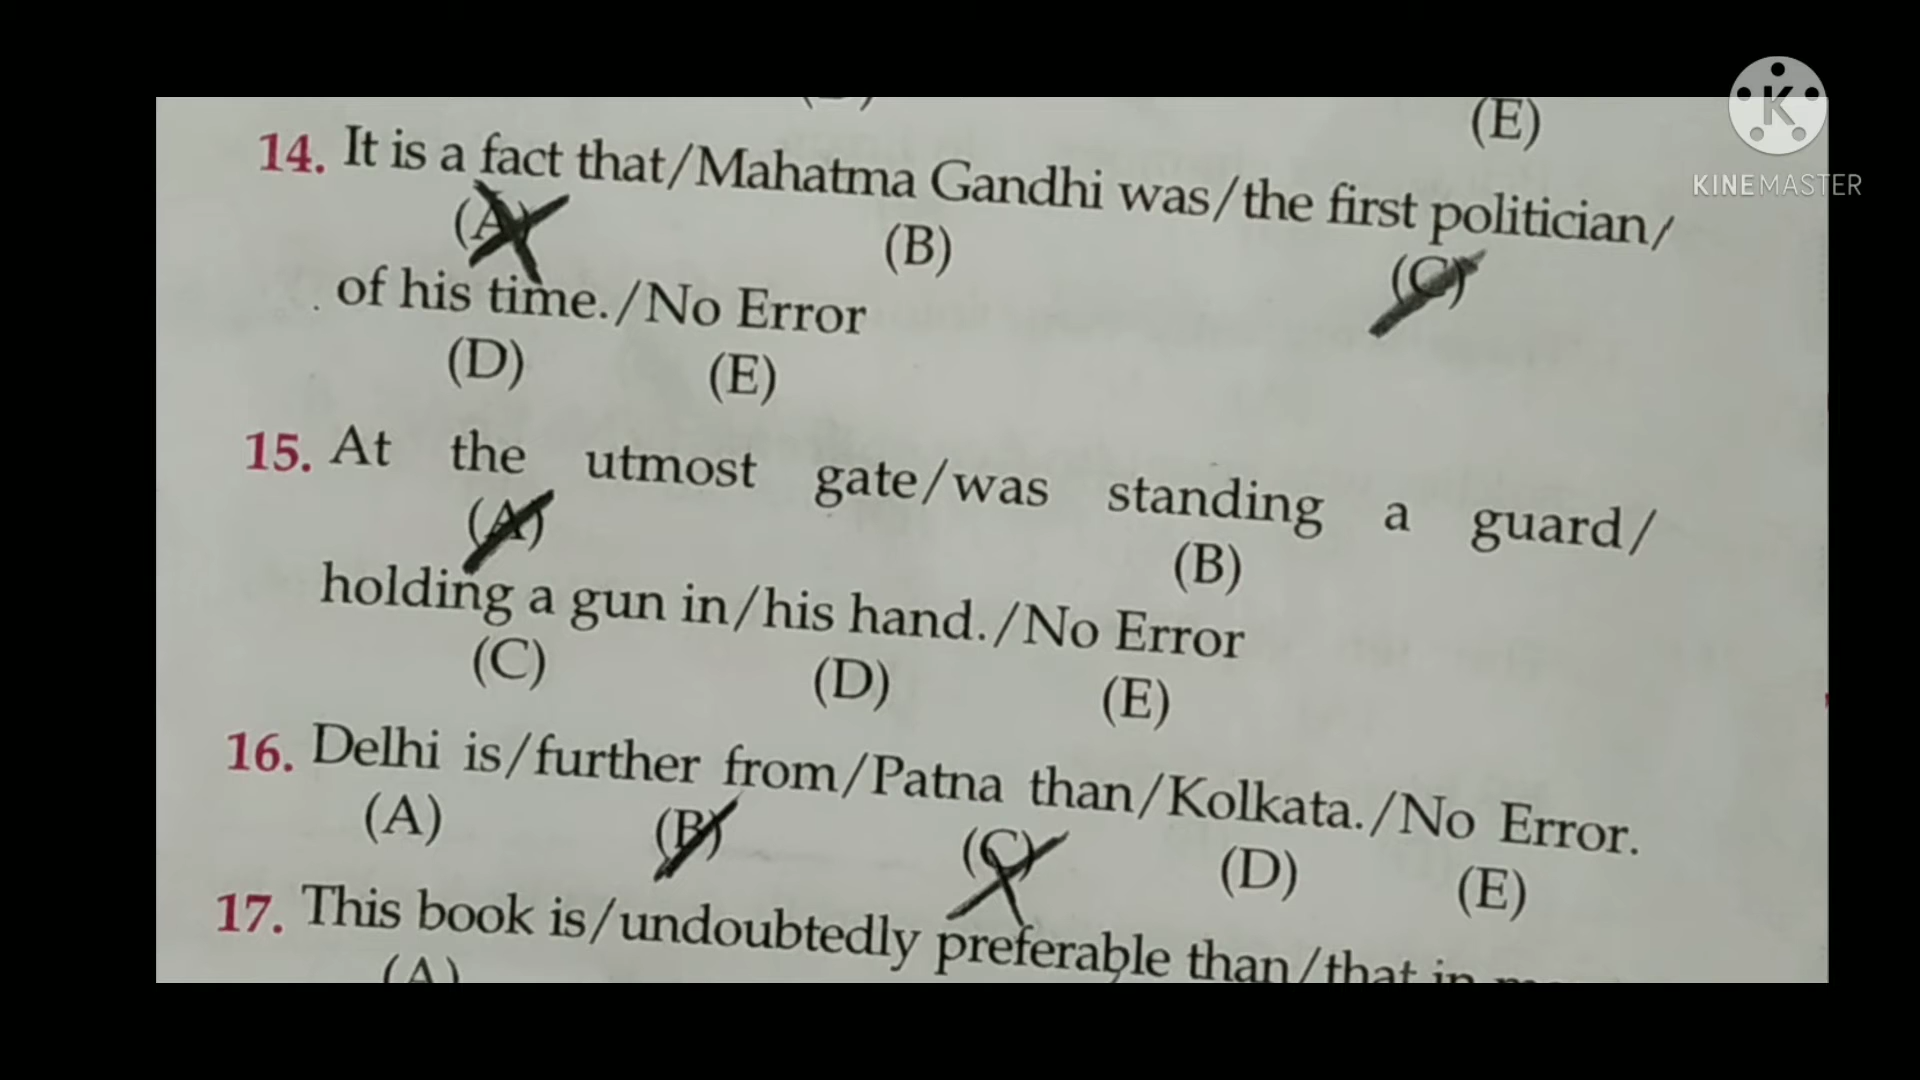 (E)
14. It is a fact that/Mahatma Gandhi was/the first politician/
(A) (B) (C)
of his time./No Error
(D) (E)
15. At the utmost gate/was standing a guard/
(A) (B)
holding a gun in/his hand./No Error
(C) (D) (E)
16. Delhi is/further from/Patna than/Kolkata./No Error.
(A) (B) (C) (D) (E)
17. This book is/undoubtedly preferable than/that in
(A)
K
KINEMASTER